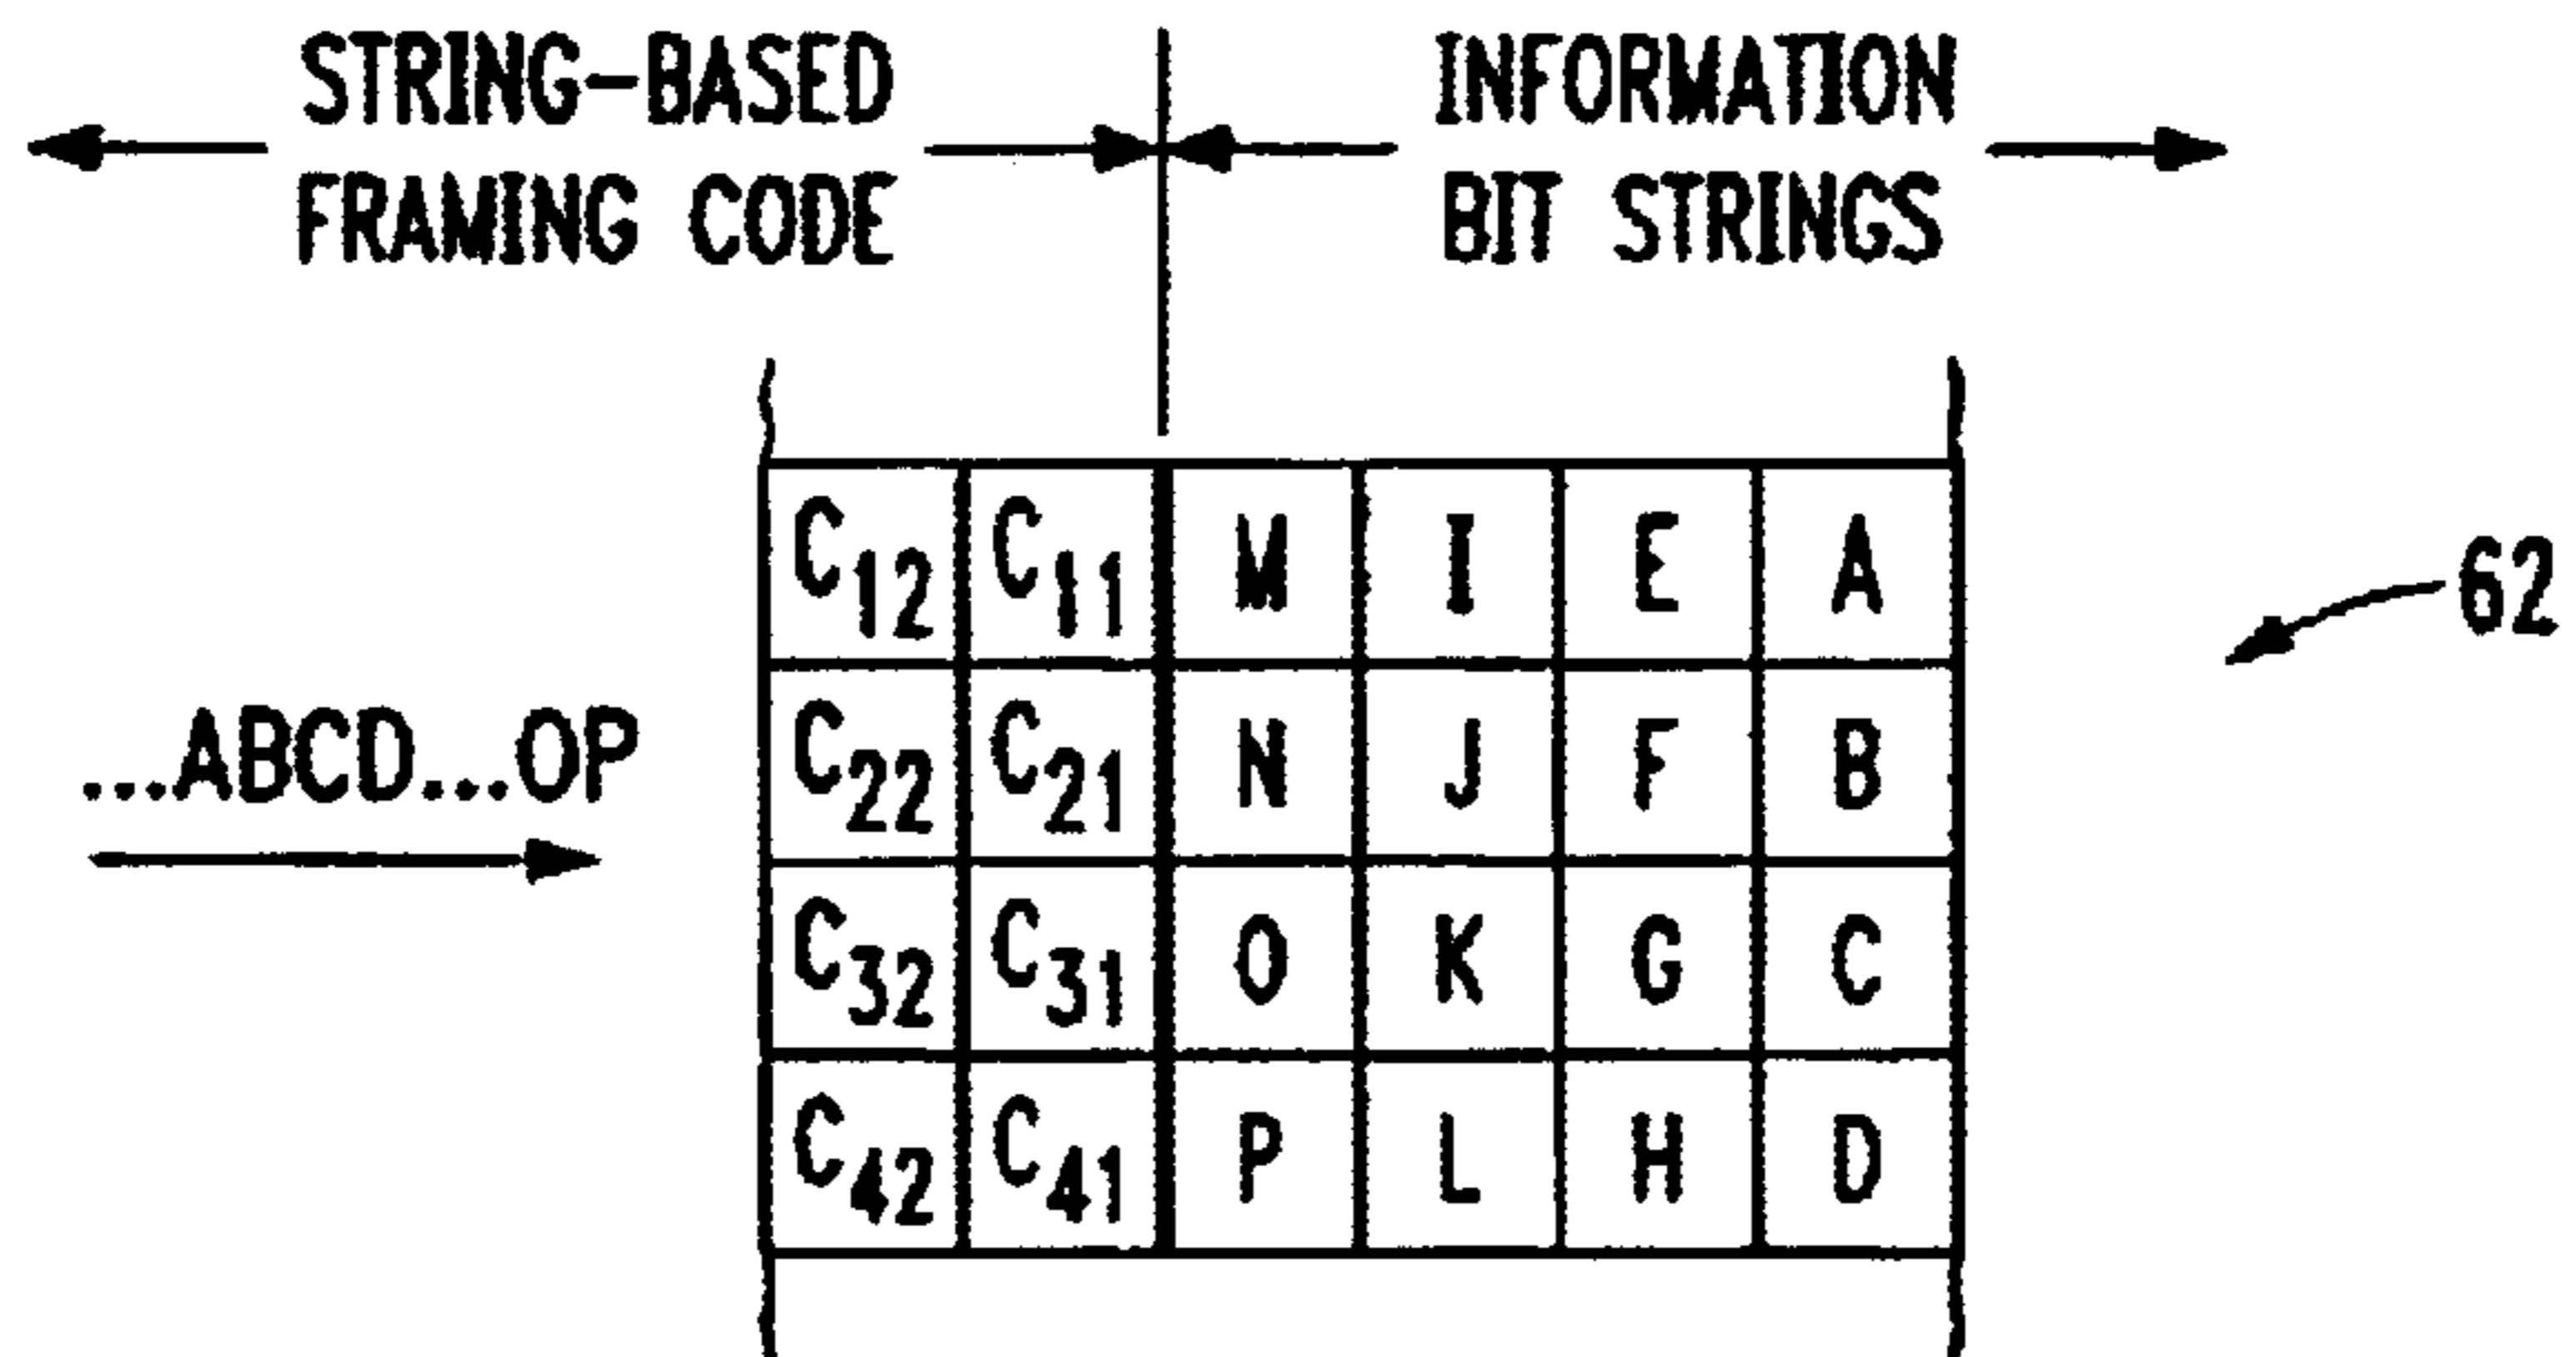 STRING-BASED
FRAMING CODE
INFORMATION
BIT STRINGS
C12 C11 M I E A
62
...ABCD...OP
C22 C21 N J F B
C32 C31 O K G C
C42 C41 P L H D